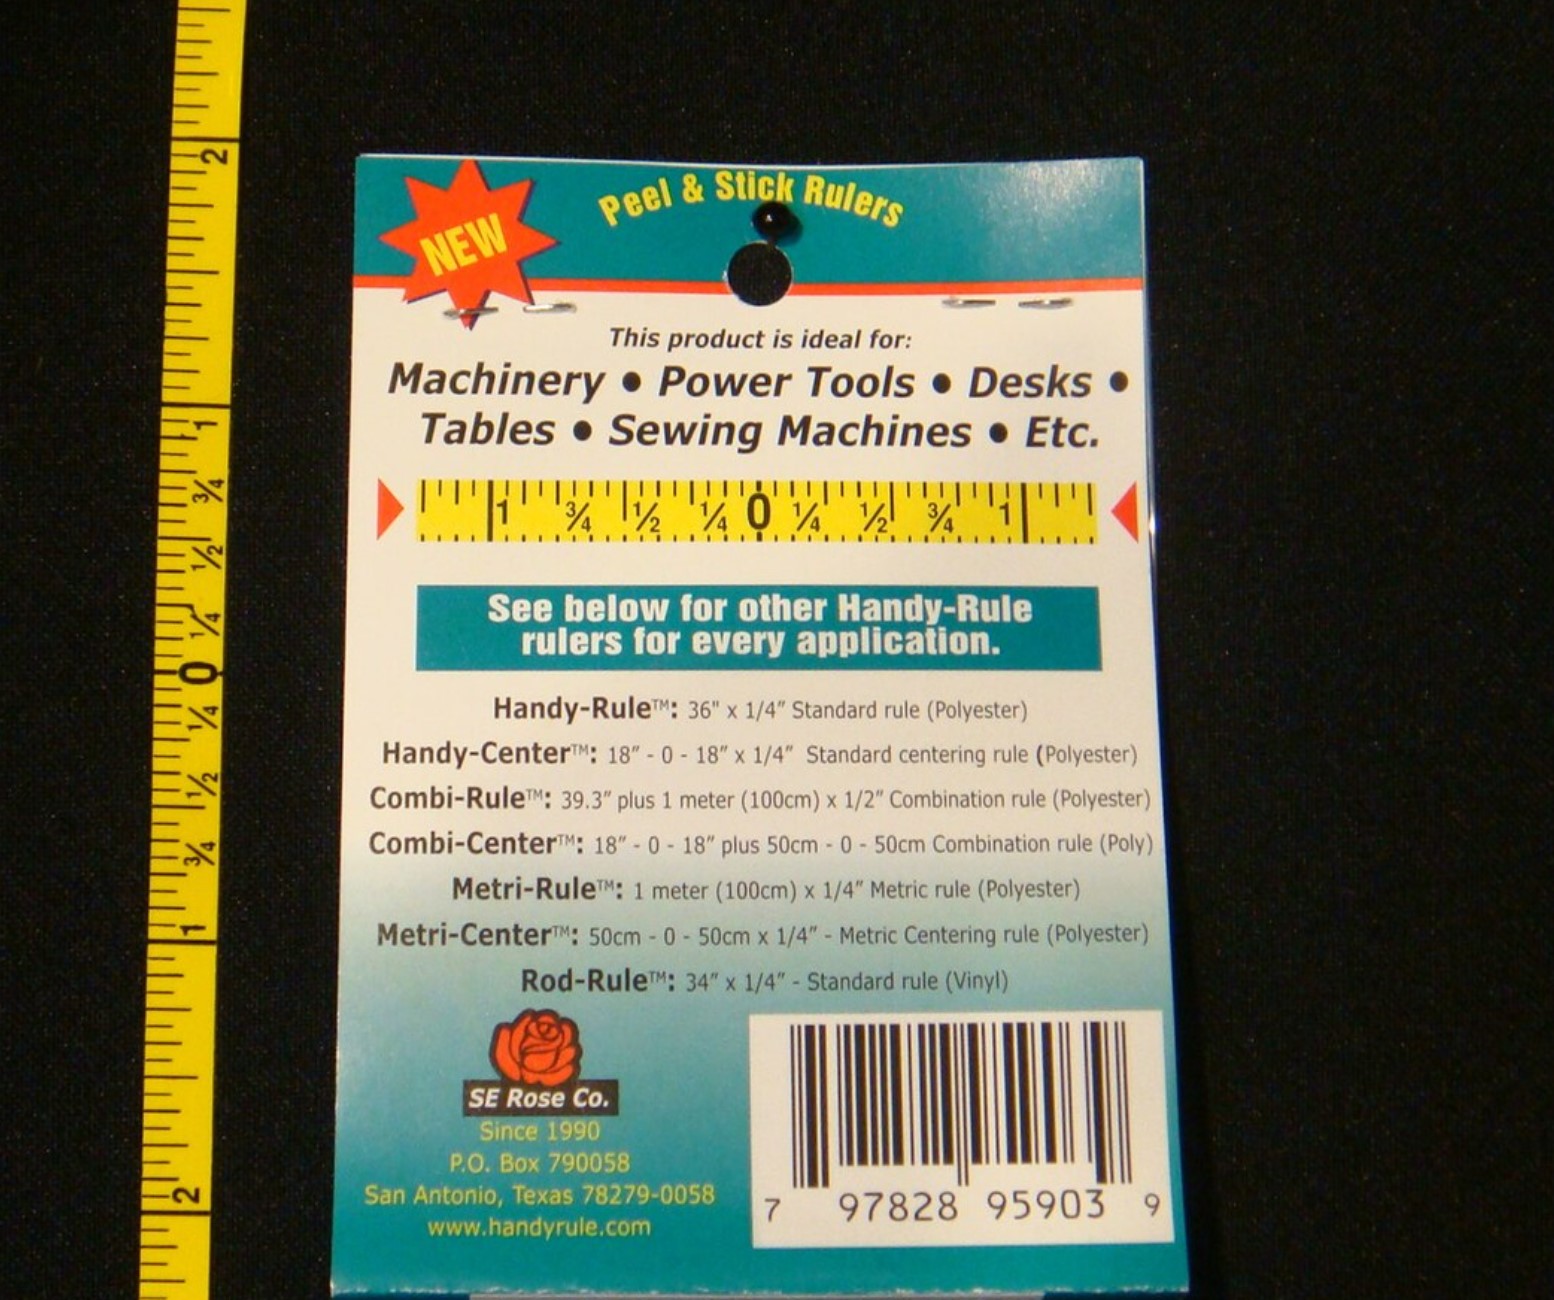 2
1
¾
½
¼
0
¼
½
¾
1
2
NEW
Peel & Stick Rulers
This product is ideal for:
Machinery • Power Tools • Desks •
Tables • Sewing Machines • Etc.
1 ¾ ½ ¼ 0 ¼ ½ ¾ 1
See below for other Handy-Rule
rulers for every application.
Handy-Rule™: 36" x 1/4" Standard rule (Polyester)
Handy-Center™: 18" - 0 - 18" x 1/4" Standard centering rule (Polyester)
Combi-Rule™: 39.3" plus 1 meter (100cm) x 1/2" Combination rule (Polyester)
Combi-Center™: 18" - 0 - 18" plus 50cm - 0 - 50cm Combination rule (Poly)
Metri-Rule™: 1 meter (100cm) x 1/4" Metric rule (Polyester)
Metri-Center™: 50cm - 0 - 50cm x 1/4" - Metric Centering rule (Polyester)
Rod-Rule™: 34" x 1/4" - Standard rule (Vinyl)
SE Rose Co.
Since 1990
P.O. Box 790058
San Antonio, Texas 78279-0058
www.handyrule.com
7 97828 95903 9